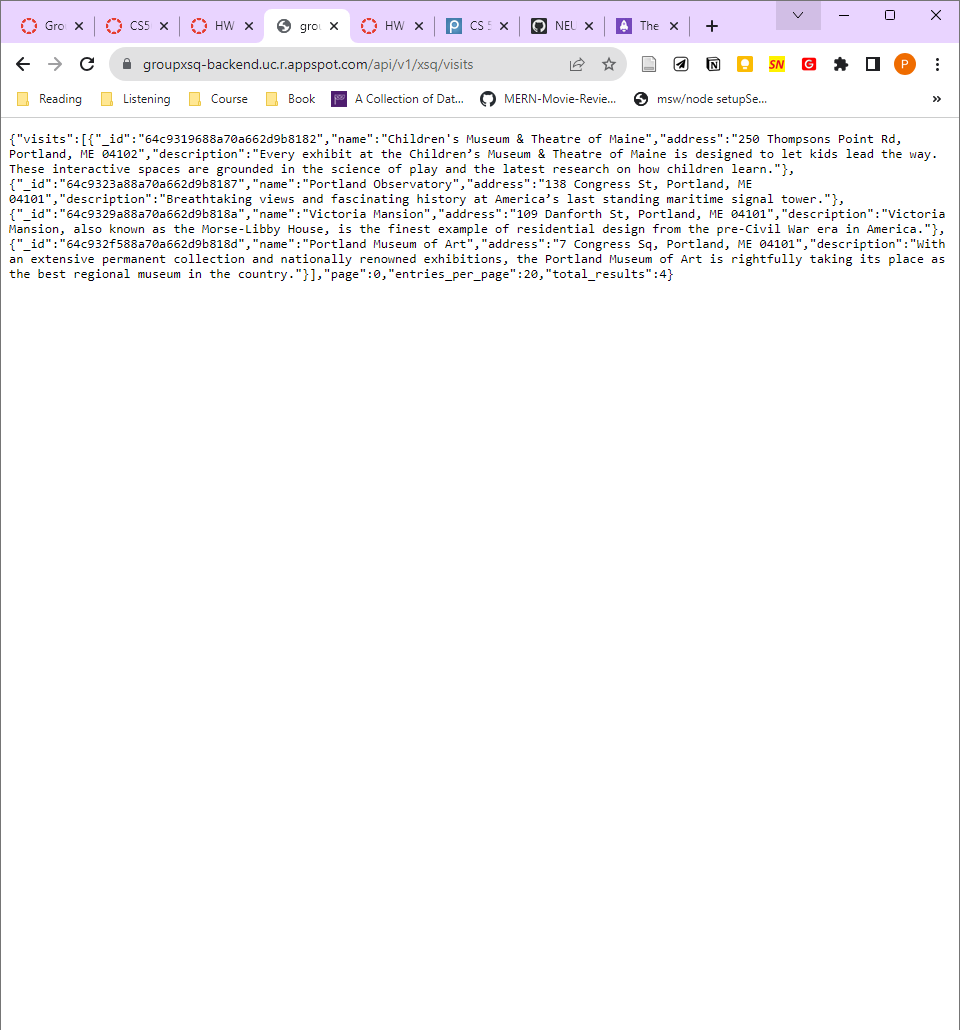 Gro
CS5
HW
grou
HW
CS 5
NEU
The
groupxsq-backend.uc.r.appspot.com/api/v1/xsq/visits
SN
G
P
Reading
Listening
Course
Book
A Collection of Dat...
MERN-Movie-Revie...
msw/node setupSe...
»
{"visits":[{"_id":"64c9319688a70a662d9b8182","name":"Children's Museum & Theatre of Maine","address":"250 Thompsons Point Rd,
Portland, ME 04102","description":"Every exhibit at the Children’s Museum & Theatre of Maine is designed to let kids lead the way.
These interactive spaces are grounded in the science of play and the latest research on how children learn."},
{"_id":"64c9323a88a70a662d9b8187","name":"Portland Observatory","address":"138 Congress St, Portland, ME
04101","description":"Breathtaking views and fascinating history at America’s last standing maritime signal tower."},
{"_id":"64c9329a88a70a662d9b818a","name":"Victoria Mansion","address":"109 Danforth St, Portland, ME 04101","description":"Victoria
Mansion, also known as the Morse-Libby House, is the finest example of residential design from the pre-Civil War era in America."},
{"_id":"64c932f588a70a662d9b818d","name":"Portland Museum of Art","address":"7 Congress Sq, Portland, ME 04101","description":"With
an extensive permanent collection and nationally renowned exhibitions, the Portland Museum of Art is rightfully taking its place as
the best regional museum in the country."}],"page":0,"entries_per_page":20,"total_results":4}